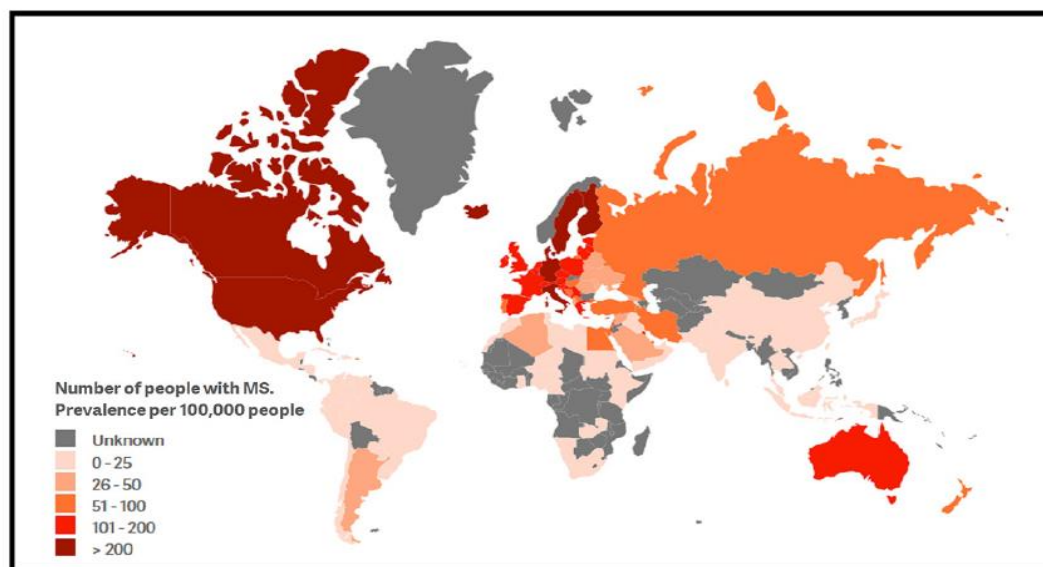 Number of people with MS.
Prevalence per 100,000 people
Unknown
0 - 25
26 - 50
51 - 100
101 - 200
> 200